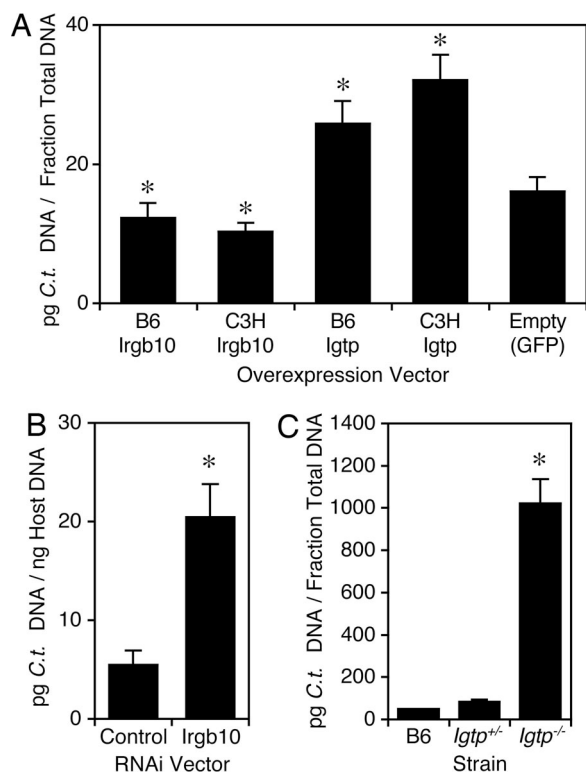 A
pg C.t. DNA / Fraction Total DNA
40
20
0
*
*
*
*
B6 Irgb10
C3H Irgb10
B6 Igtp
C3H Igtp
Empty (GFP)
Overexpression Vector
B
pg C.t. DNA / ng Host DNA
30
20
10
0
*
Control Irgb10
RNAi Vector
C
pg C.t. DNA / Fraction Total DNA
1400
1200
1000
800
600
400
200
0
*
B6 Igtp+/- Igtp-/-
Strain